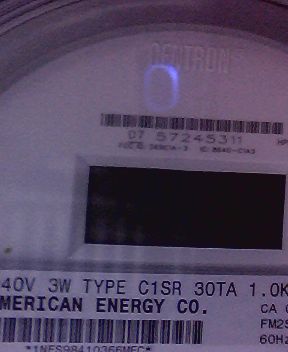 CENTRON
07 57245311
40V 3W TYPE C1SR 30TA 1.0K
MERICAN ENERGY CO.
CA
FM2S
60Hz